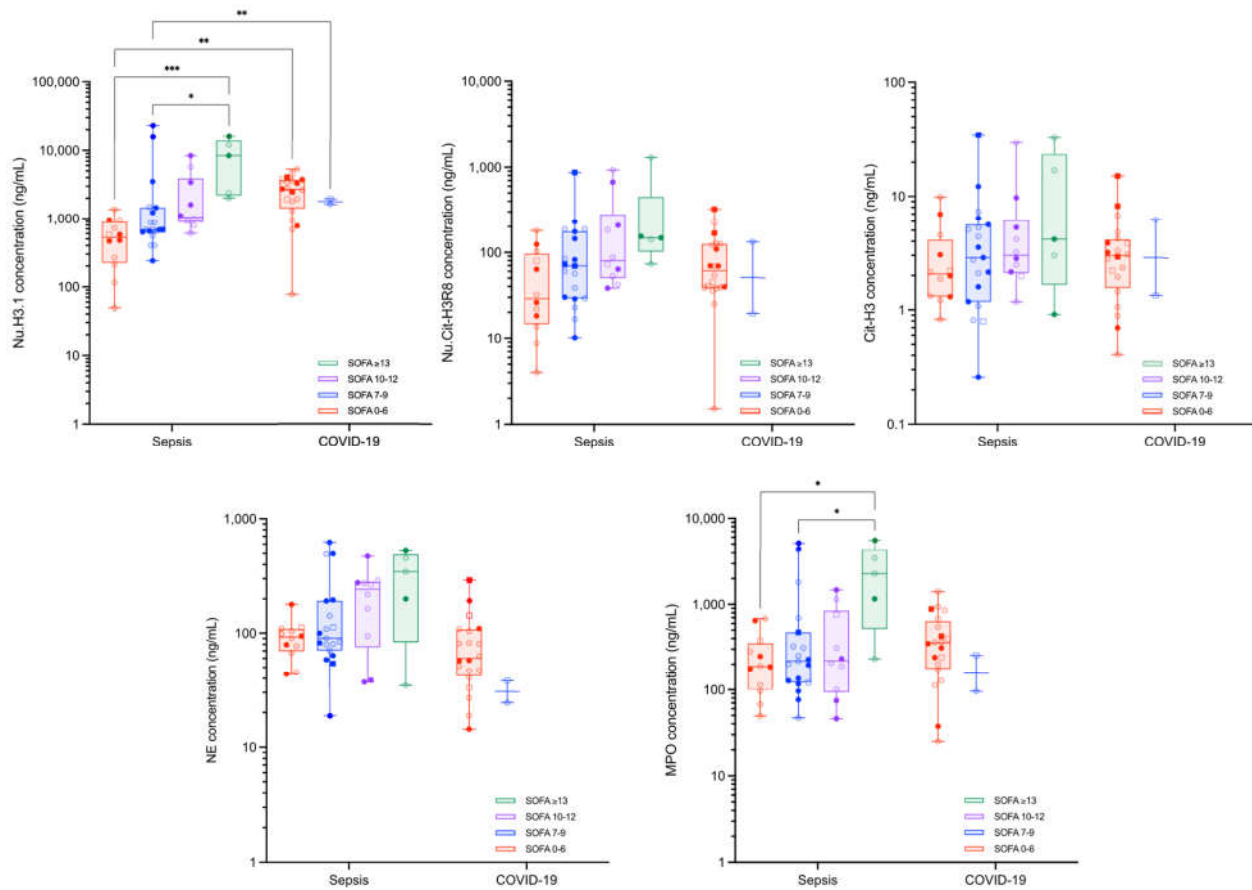 **
**
***
*
Nu.H3.1 concentration (ng/mL)
100,000
10,000
1,000
100
10
1
SOFA ≥13
SOFA 10-12
SOFA 7-9
SOFA 0-6
Sepsis COVID-19
Nu.Cit-H3R8 concentration (ng/mL)
10,000
1,000
100
10
1
SOFA ≥13
SOFA 10-12
SOFA 7-9
SOFA 0-6
Sepsis COVID-19
Cit-H3 concentration (ng/mL)
100
10
1
0.1
SOFA ≥13
SOFA 10-12
SOFA 7-9
SOFA 0-6
Sepsis COVID-19
NE concentration (ng/mL)
1,000
100
10
1
SOFA ≥13
SOFA 10-12
SOFA 7-9
SOFA 0-6
Sepsis COVID-19
*
*
MPO concentration (ng/mL)
10,000
1,000
100
10
1
SOFA ≥13
SOFA 10-12
SOFA 7-9
SOFA 0-6
Sepsis COVID-19